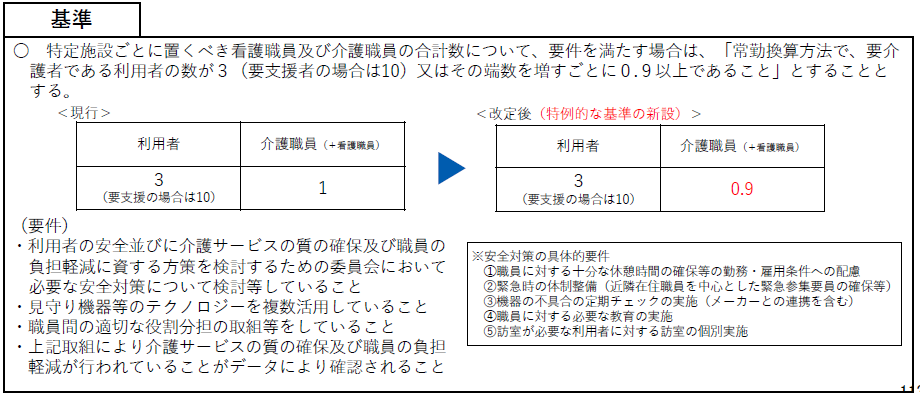 基準
○　特定施設ごとに置くべき看護職員及び介護職員の合計数について、要件を満たす場合は、「常勤換算方法で、要介
護者である利用者の数が３（要支援者の場合は10）又はその端数を増すごとに０.９以上であること」とすることと
する。
＜現行＞
利用者
介護職員（＋看護職員）
3
（要支援の場合は10）
1
＜改定後（特例的な基準の新設）＞
利用者
介護職員（＋看護職員）
3
（要支援の場合は10）
0.9
（要件）
・利用者の安全並びに介護サービスの質の確保及び職員の
負担軽減に資する方策を検討するための委員会において
必要な安全対策について検討等していること
・見守り機器等のテクノロジーを複数活用していること
・職員間の適切な役割分担の取組等をしていること
・上記取組により介護サービスの質の確保及び職員の負担
軽減が行われていることがデータにより確認されること
※安全対策の具体的要件
①職員に対する十分な休憩時間の確保等の勤務・雇用条件への配慮
②緊急時の体制整備（近隣在住職員を中心とした緊急参集要員の確保等）
③機器の不具合の定期チェックの実施（メーカーとの連携を含む）
④職員に対する必要な教育の実施
⑤訪室が必要な利用者に対する訪室の個別実施